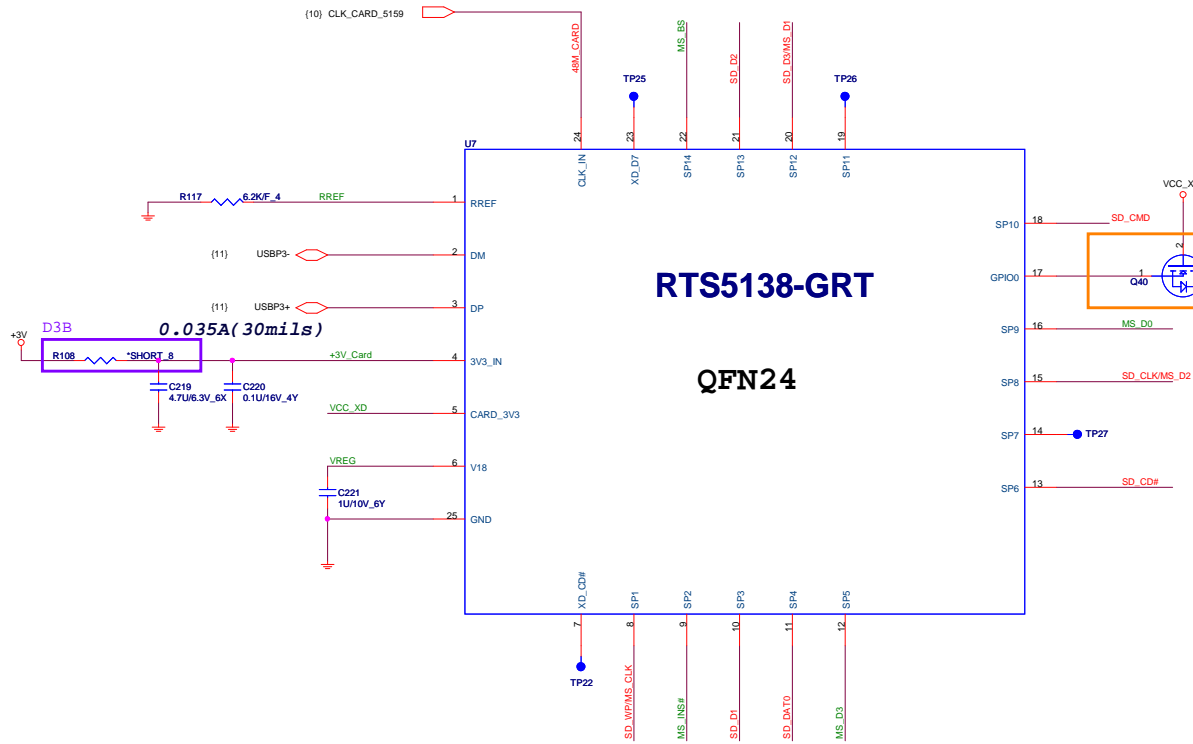 {10} CLK_CARD_5159
48M_CARD
MS_BS
SD_D2
SD_D3/MS_D1
TP25
TP26
24
23
22
21
20
19
U7
CLK_IN
XD_D7
SP14
SP13
SP12
SP11
R117 6.2K/F_4 RREF 1 RREF
{11} USBP3- 2 DM
{11} USBP3+ 3 DP
+3V D3B 0.035A(30mils)
R108 *SHORT_8 +3V_Card 4 3V3_IN
C219
4.7U/6.3V_6X
C220
0.1U/16V_4Y
VCC_XD 5 CARD_3V3
VREG 6 V18
C221
1U/10V_6Y
25 GND
RTS5138-GRT
QFN24
SP10 18 SD_CMD
VCC_X
2
GPIO0 17 1 Q40
SP9 16 MS_D0
SP8 15 SD_CLK/MS_D2
SP7 14 TP27
SP6 13 SD_CD#
XD_CD#
SP1
SP2
SP3
SP4
SP5
7
8
9
10
11
12
TP22
SD_WP/MS_CLK
MS_INS#
SD_D1
SD_DAT0
MS_D3